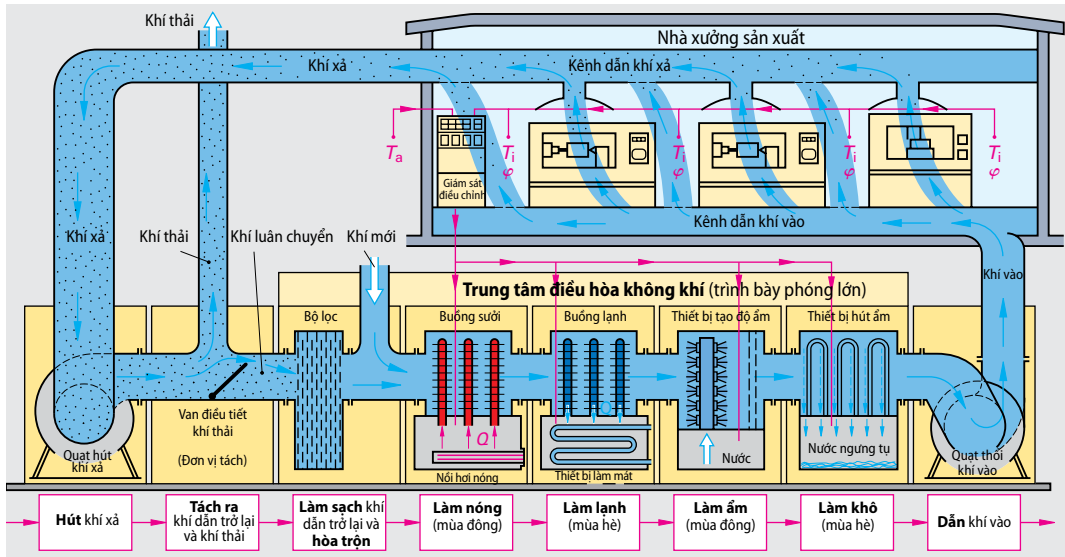 Khí thải
Nhà xưởng sản xuất
Khí xả
Kênh dẫn khí xả
Ta
Ti
φ
Ti
φ
Ti
φ
Ti
φ
Giám sát
điều chỉnh
Kênh dẫn khí vào
Khí xả
Khí thải
Khí luân chuyển
Khí mới
Khí vào
Trung tâm điều hòa không khí (trình bày phóng lớn)
Bộ lọc
Buồng sưởi
Buồng lạnh
Thiết bị tạo độ ẩm
Thiết bị hút ẩm
Van điều tiết
khí thải
(Đơn vị tách)
Quạt hút
khí xả
Q
Q
Nồi hơi nóng
Thiết bị làm mát
Nước
Nước ngưng tụ
Quạt thổi
khí vào
Hút khí xả
Tách ra
khí dẫn trở lại
và khí thải
Làm sạch khí
dẫn trở lại và
hòa trộn
Làm nóng
(mùa đông)
Làm lạnh
(mùa hè)
Làm ẩm
(mùa đông)
Làm khô
(mùa hè)
Dẫn khí vào